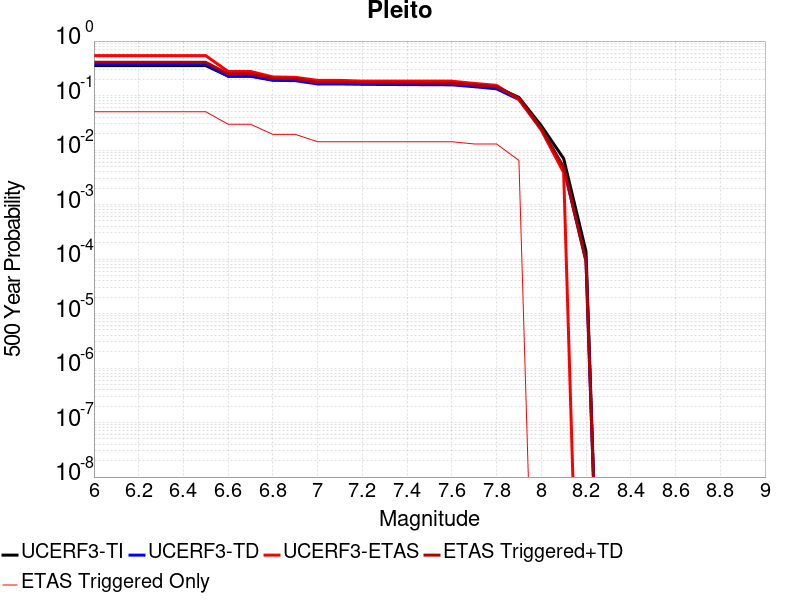 Pleito
10^0
10^-1
10^-2
10^-3
10^-4
10^-5
10^-6
10^-7
10^-8
500 Year Probability
6 6.2 6.4 6.6 6.8 7 7.2 7.4 7.6 7.8 8 8.2 8.4 8.6 8.8 9
Magnitude
UCERF3-TI UCERF3-TD UCERF3-ETAS ETAS Triggered+TD
ETAS Triggered Only